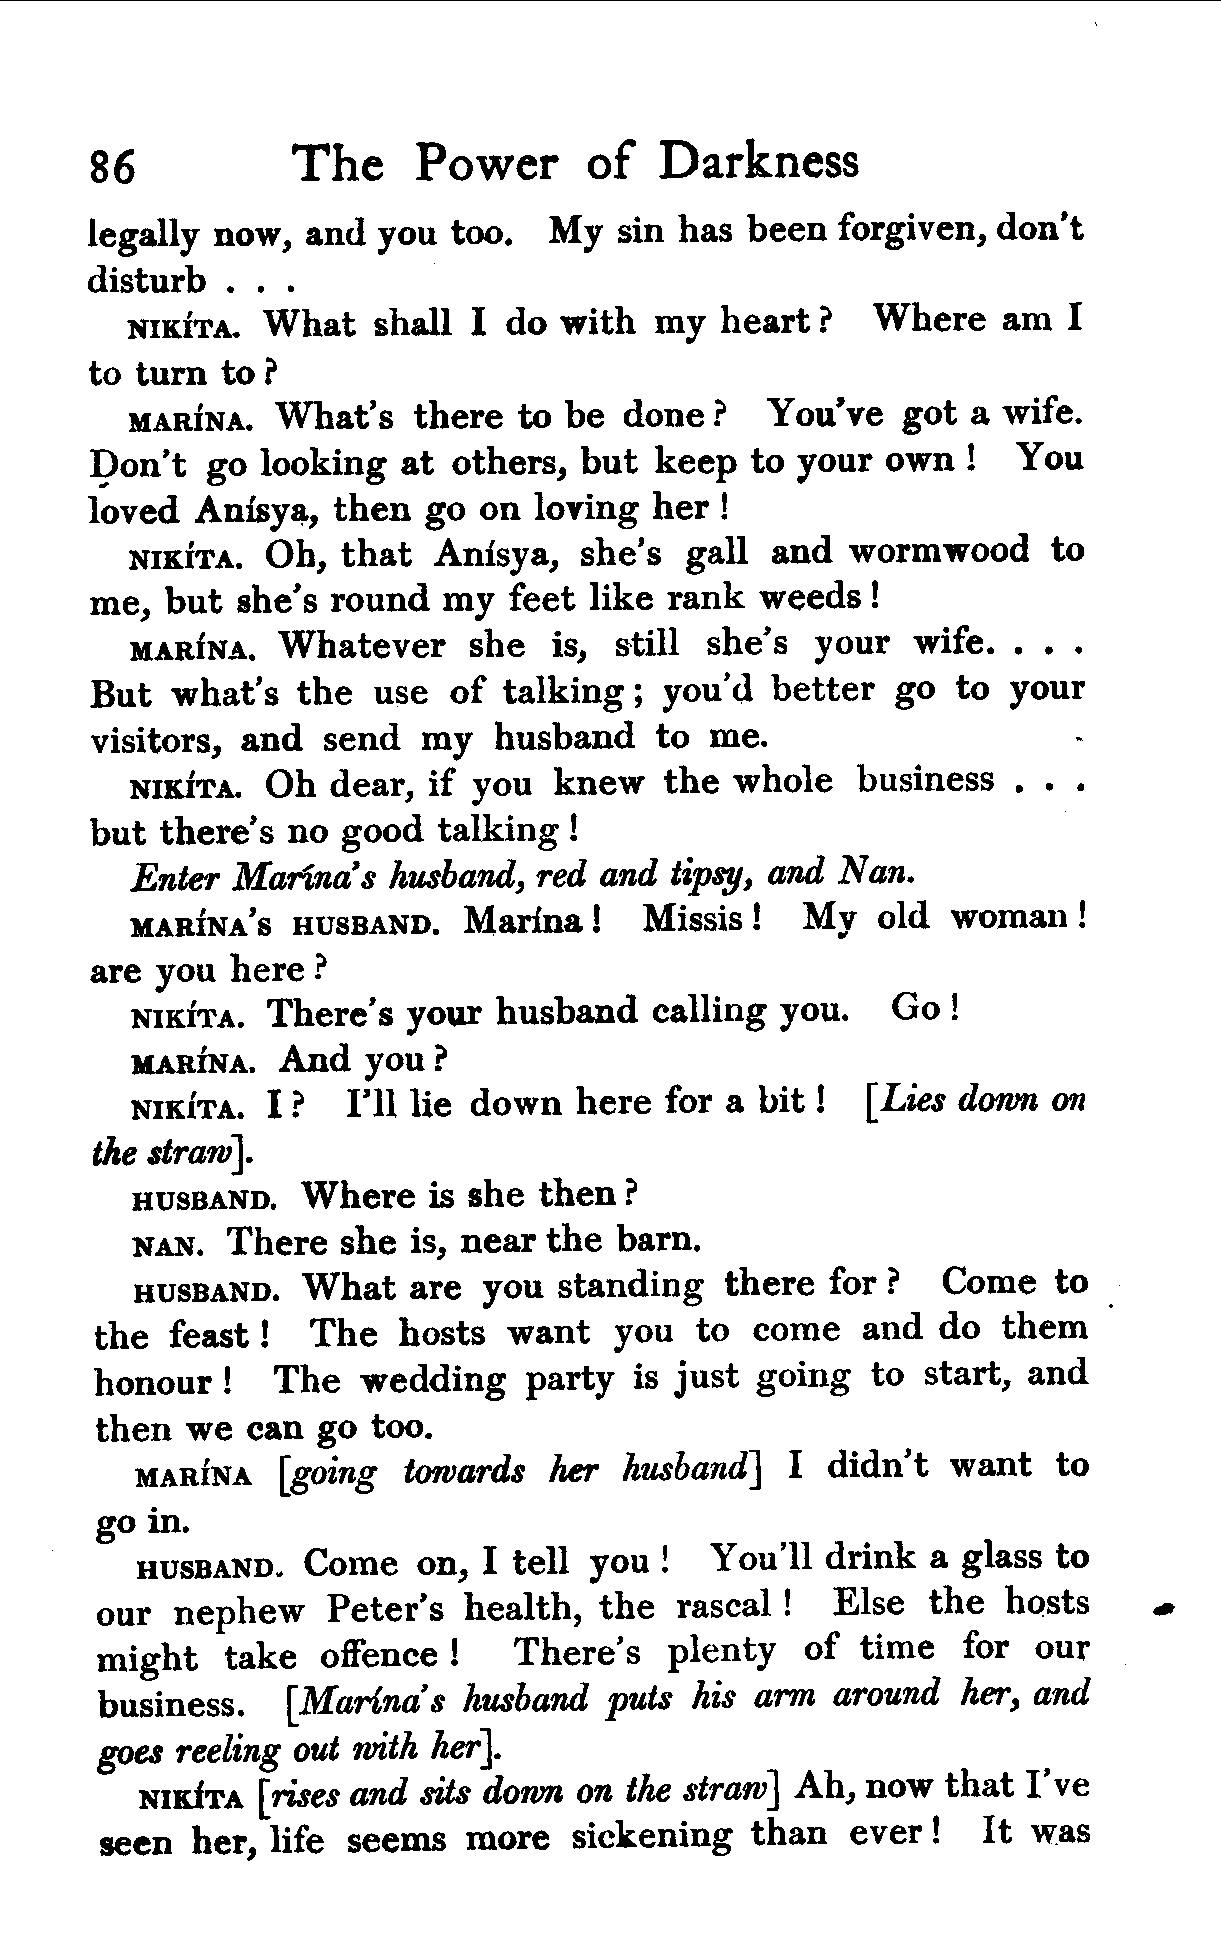 86 The Power of Darkness
legally now, and you too. My sin has been forgiven, don't
disturb . . .
NIKÍTA. What shall I do with my heart? Where am I
to turn to?
MARÍNA. What's there to be done? You've got a wife.
Don't go looking at others, but keep to your own! You
loved Anísya, then go on loving her!
NIKÍTA. Oh, that Anísya, she's gall and wormwood to
me, but she's round my feet like rank weeds!
MARÍNA. Whatever she is, still she's your wife. . . .
But what's the use of talking; you'd better go to your
visitors, and send my husband to me.
NIKÍTA. Oh dear, if you knew the whole business . . .
but there's no good talking!
Enter Marína's husband, red and tipsy, and Nan.
MARÍNA'S HUSBAND. Marína! Missis! My old woman!
are you here?
NIKÍTA. There's your husband calling you. Go!
MARÍNA. And you?
NIKÍTA. I? I'll lie down here for a bit! [Lies down on
the straw].
HUSBAND. Where is she then?
NAN. There she is, near the barn.
HUSBAND. What are you standing there for? Come to
the feast! The hosts want you to come and do them
honour! The wedding party is just going to start, and
then we can go too.
MARÍNA [going towards her husband] I didn't want to
go in.
HUSBAND. Come on, I tell you! You'll drink a glass to
our nephew Peter's health, the rascal! Else the hosts
might take offence! There's plenty of time for our
business. [Marína's husband puts his arm around her, and
goes reeling out with her].
NIKÍTA [rises and sits down on the straw] Ah, now that I've
seen her, life seems more sickening than ever! It was